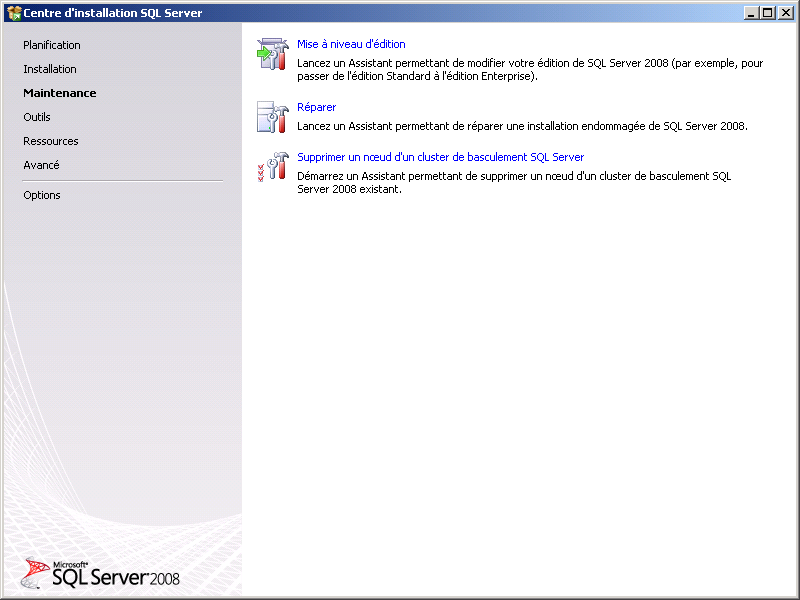 Centre d'installation SQL Server
Planification
Installation
Maintenance
Outils
Ressources
Avancé
Options
Mise à niveau d'édition
Lancez un Assistant permettant de modifier votre édition de SQL Server 2008 (par exemple, pour
passer de l'édition Standard à l'édition Enterprise).
Réparer
Lancez un Assistant permettant de réparer une installation endommagée de SQL Server 2008.
Supprimer un nœud d'un cluster de basculement SQL Server
Démarrez un Assistant permettant de supprimer un nœud d'un cluster de basculement SQL
Server 2008 existant.
Microsoft®
SQL Server 2008